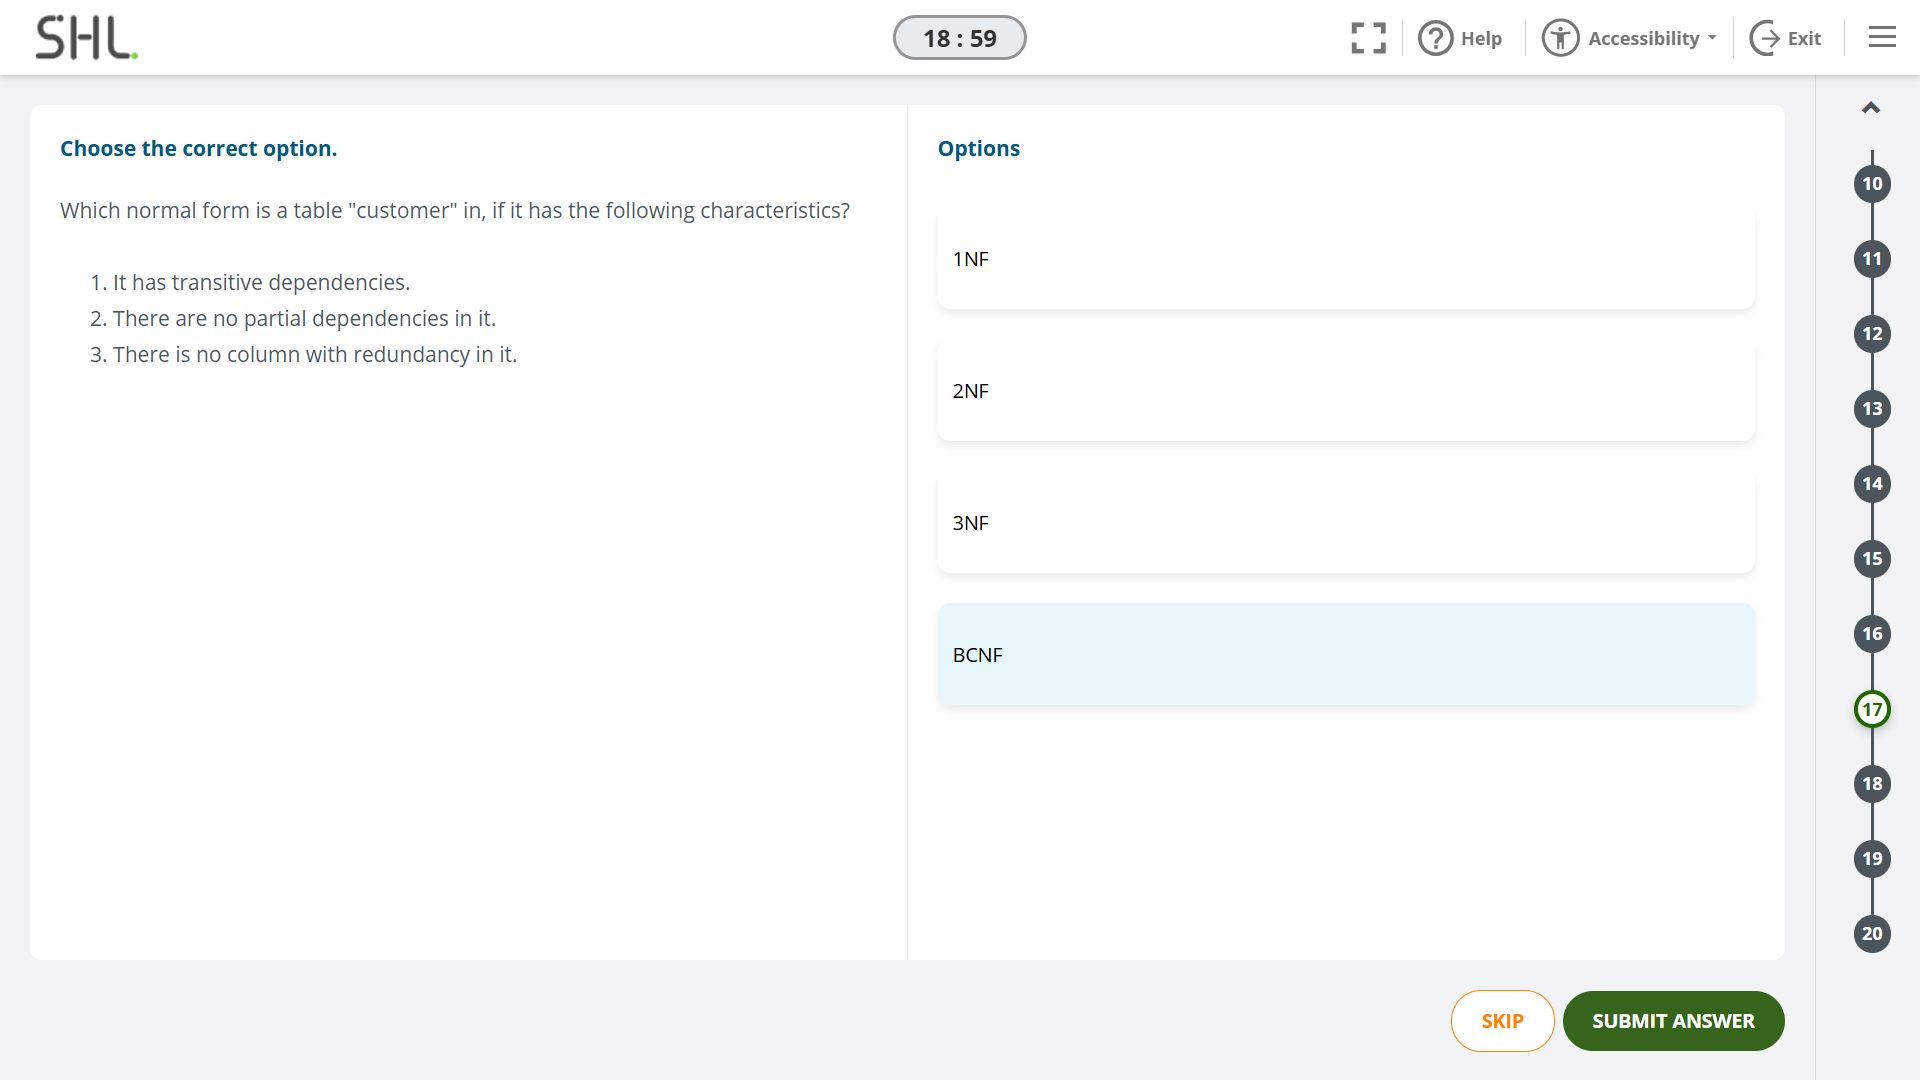 SHL.
18 : 59
Help
Accessibility
Exit
Choose the correct option.
Which normal form is a table "customer" in, if it has the following characteristics?
1. It has transitive dependencies.
2. There are no partial dependencies in it.
3. There is no column with redundancy in it.
Options
1NF
2NF
3NF
BCNF
10
11
12
13
14
15
16
17
18
19
20
SKIP
SUBMIT ANSWER